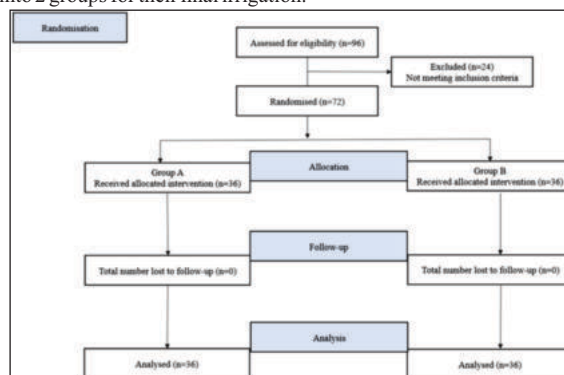 into 2 groups for their final irrigation.
Randomisation
Assessed for eligibility (n=96)
Excluded (n=24)
Not meeting inclusion criteria
Randomised (n=72)
Allocation
Group A
Received allocated intervention (n=36)
Group B
Received allocated intervention (n=36)
Follow-up
Total number lost to follow-up (n=0)
Total number lost to follow-up (n=0)
Analysis
Analysed (n=36)
Analysed (n=36)